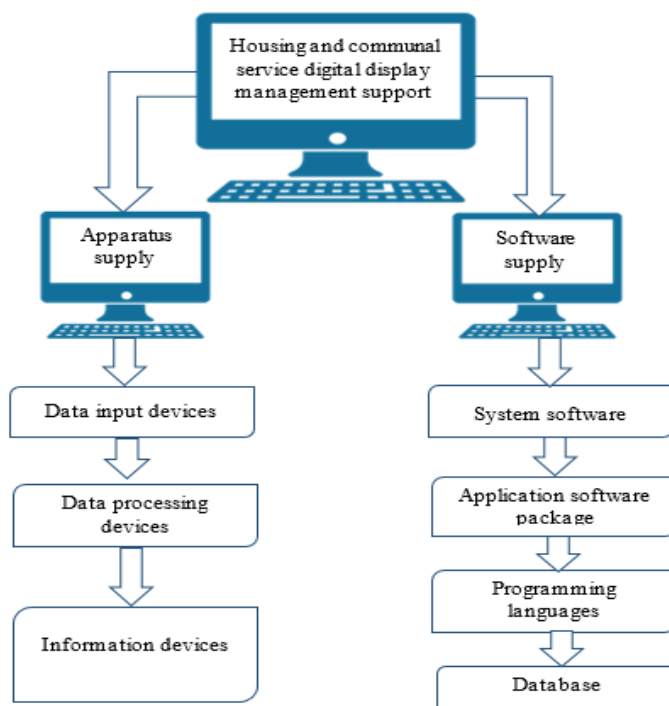 Housing and communal
service digital display
management support
Apparatus
supply
Software
supply
Data input devices
System software
Data processing
devices
Application software
package
Programming
languages
Information devices
Database